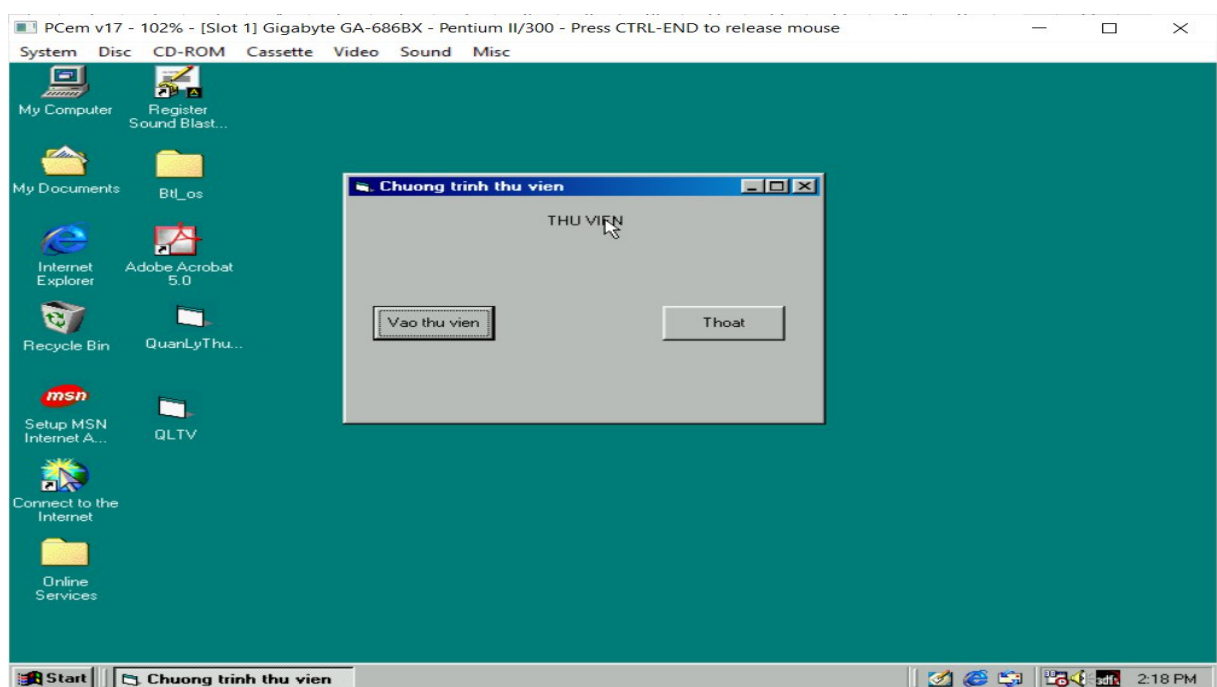 PCem v17 - 102% - [Slot 1] Gigabyte GA-686BX - Pentium II/300 - Press CTRL-END to release mouse
System Disc CD-ROM Cassette Video Sound Misc
My Computer
Register
Sound Blast...
My Documents
Btl_os
Internet
Explorer
Adobe Acrobat
5.0
Recycle Bin
QuanLyThu...
msn
Setup MSN
Internet A...
QLTV
Connect to the
Internet
Online
Services
Chuong trinh thu vien
THU VIEN
Vao thu vien
Thoat
Start
Chuong trinh thu vien
2:18 PM